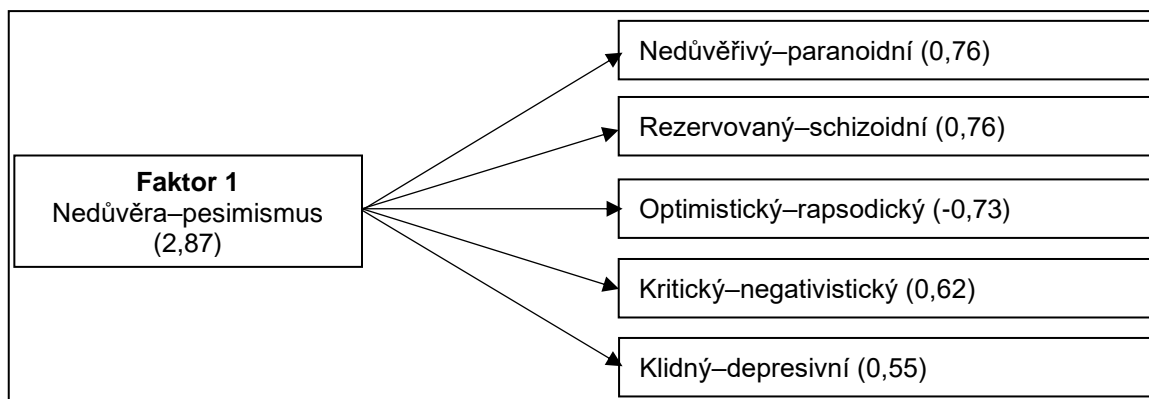 Faktor 1
Nedůvěra–pesimismus
(2,87)
Nedůvěřivý–paranoidní (0,76)
Rezervovaný–schizoidní (0,76)
Optimistický–rapsodický (-0,73)
Kritický–negativistický (0,62)
Klidný–depresivní (0,55)